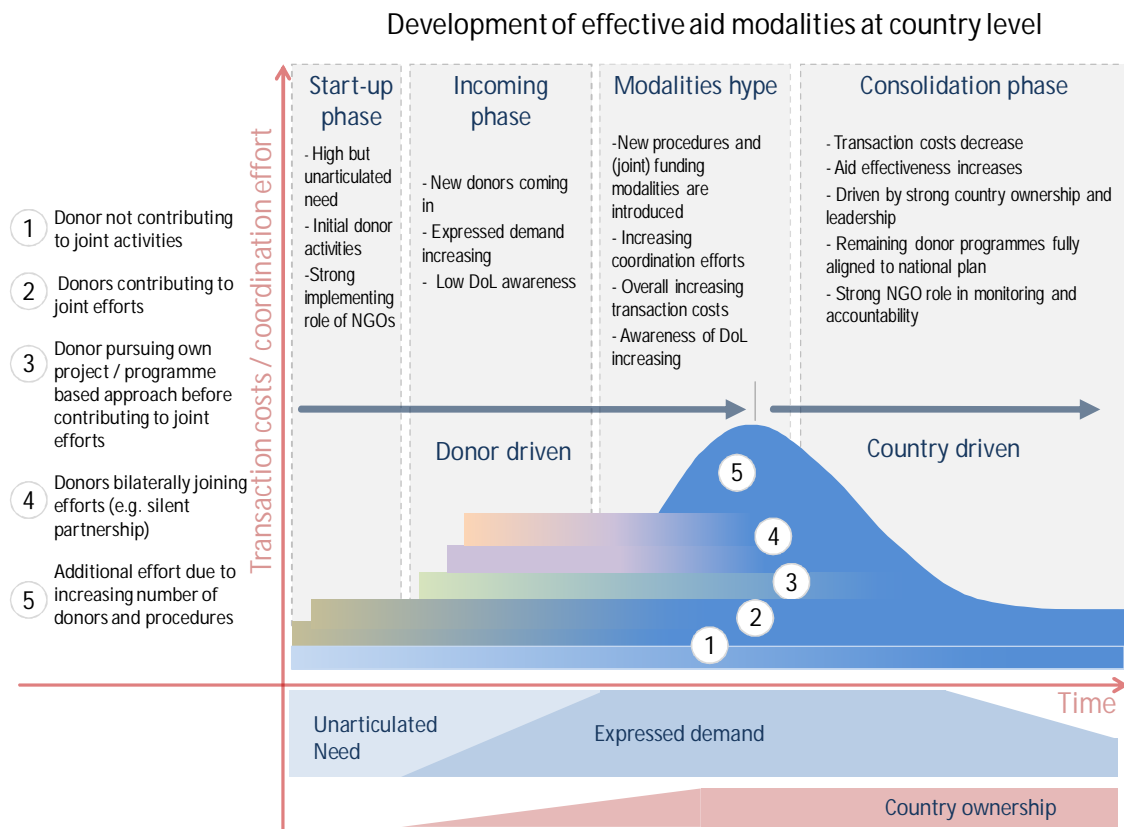 Development of effective aid modalities at country level
Transaction costs / coordination effort
1
Donor not contributing
to joint activities
2
Donors contributing to
joint efforts
3
Donor pursuing own
project / programme
based approach before
contributing to joint
efforts
4
Donors bilaterally joining
efforts (e.g. silent
partnership)
5
Additional effort due to
increasing number of
donors and procedures
Start-up
phase
- High but
unarticulated
need
- Initial donor
activities
-Strong
implementing
role of NGOs
Incoming
phase
- New donors coming
in
- Expressed demand
increasing
- Low DoL awareness
Modalities hype
-New procedures and
(joint) funding
modalities are
introduced
- Increasing
coordination efforts
- Overall increasing
transaction costs
- Awareness of DoL
increasing
Consolidation phase
- Transaction costs decrease
- Aid effectiveness increases
- Driven by strong country ownership and
leadership
- Remaining donor programmes fully
aligned to national plan
- Strong NGO role in monitoring and
accountability
Donor driven
Country driven
5
4
3
2
1
Time
Unarticulated
Need
Expressed demand
Country ownership